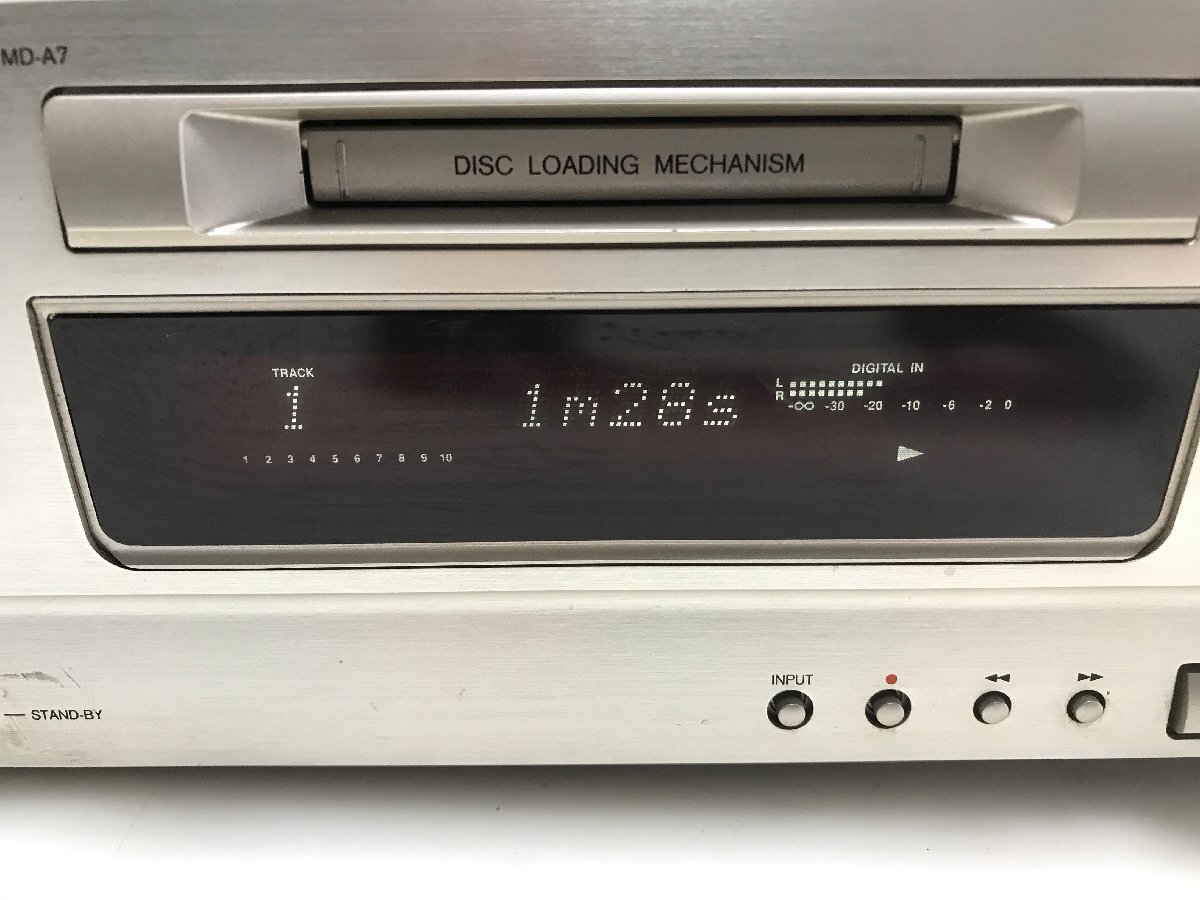 MD-A7
DISC LOADING MECHANISM
TRACK
DIGITAL IN
1
1m28s
L
R
-∞ -30 -20 -10 -6 -2 0
1 2 3 4 5 6 7 8 9 10
INPUT
STAND-BY